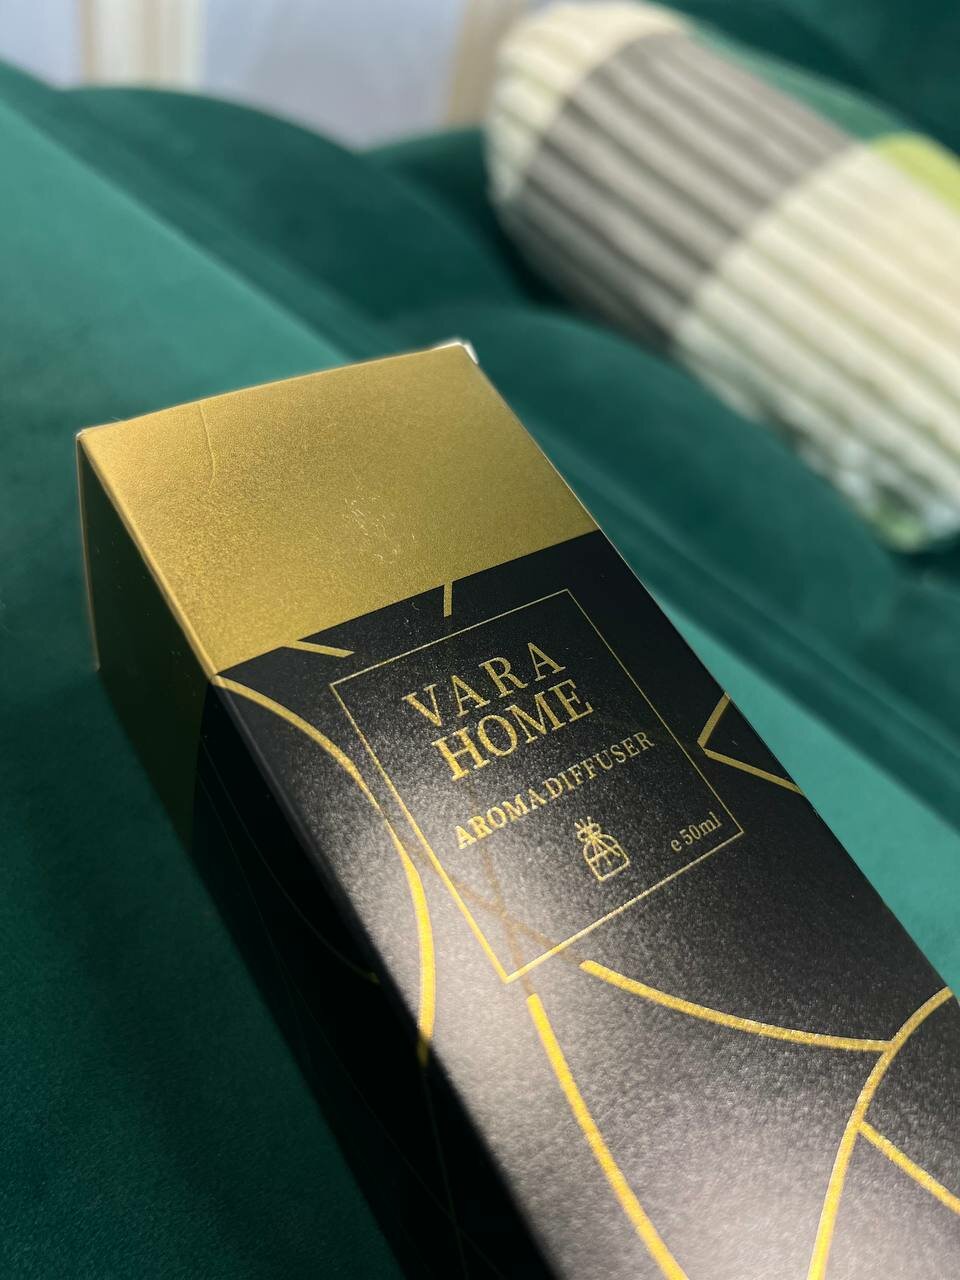 VARA
HOME
AROMA DIFFUSER
e 50ml